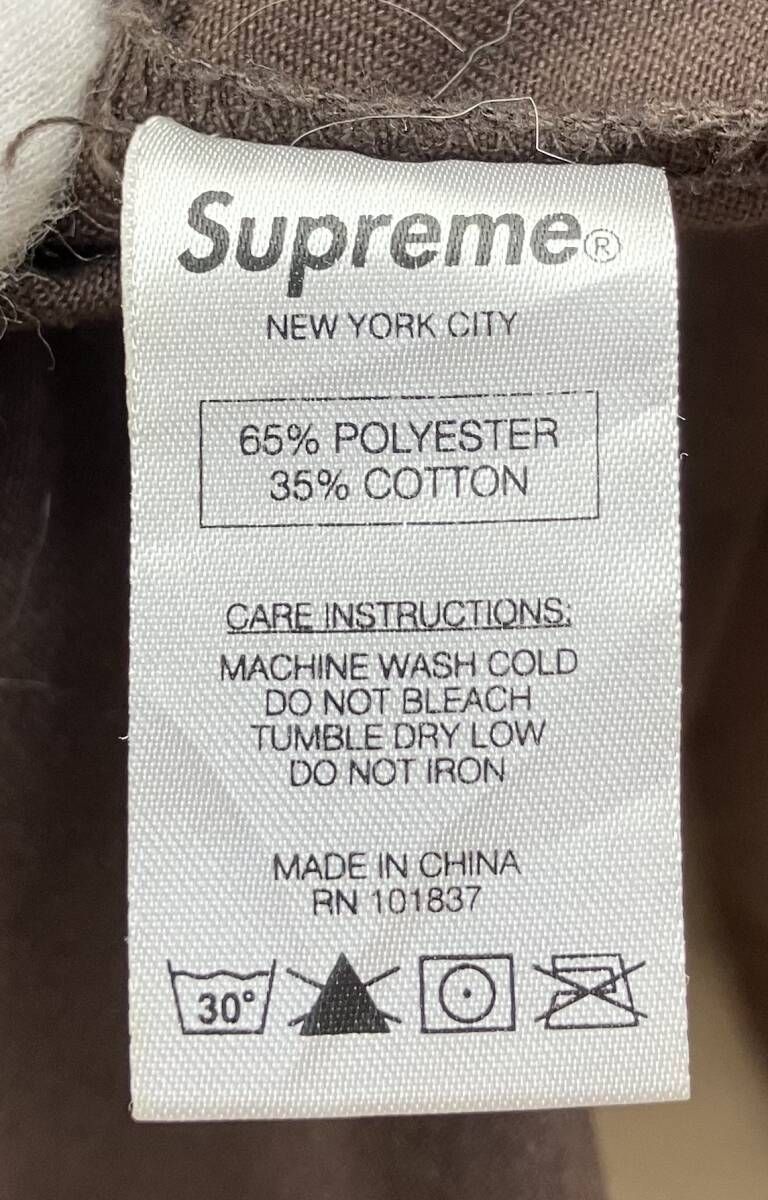 Supreme®
NEW YORK CITY
65% POLYESTER
35% COTTON
CARE INSTRUCTIONS:
MACHINE WASH COLD
DO NOT BLEACH
TUMBLE DRY LOW
DO NOT IRON
MADE IN CHINA
RN 101837
30°